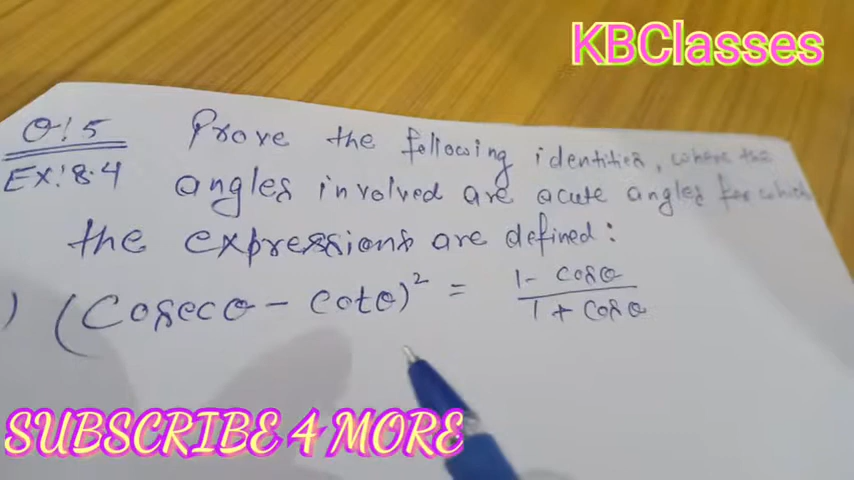 KBClasses
Q! 5 Prove the following identities, where the
Ex! 8.4 angles involved are acute angles for which
the expressions are defined:
) (Cosecθ - cotθ)² = 1 - cosθ / 1 + cosθ
SUBSCRIBE 4 MORE